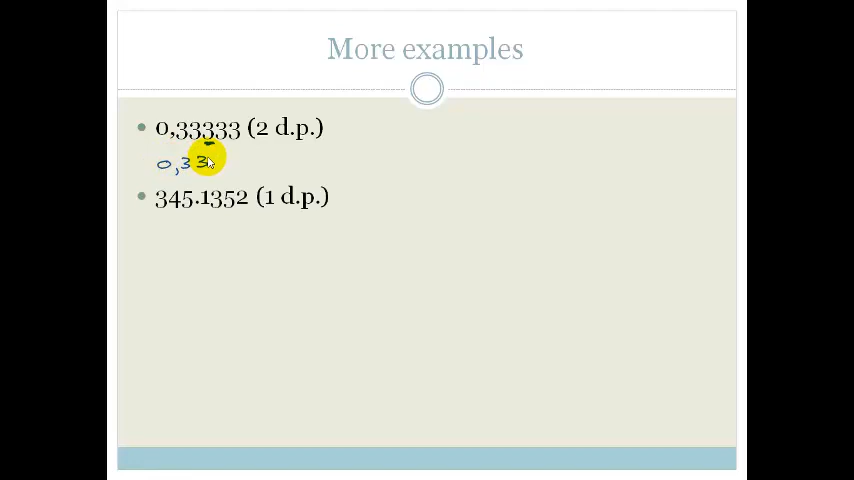 More examples
• 0,33333 (2 d.p.)
0,33
• 345.1352 (1 d.p.)